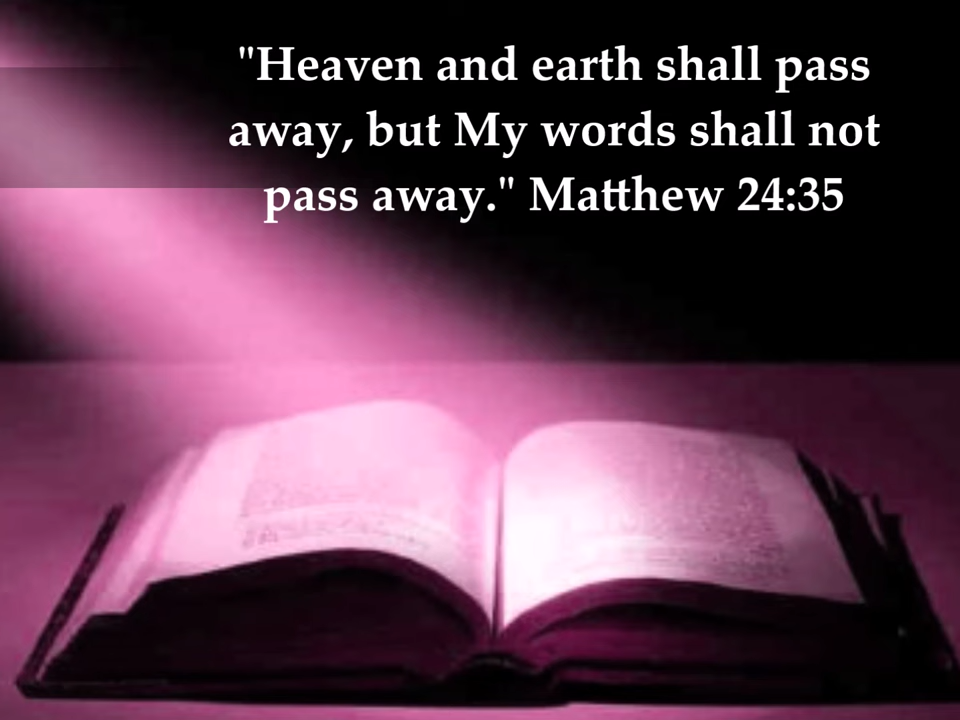 "Heaven and earth shall pass
away, but My words shall not
pass away." Matthew 24:35